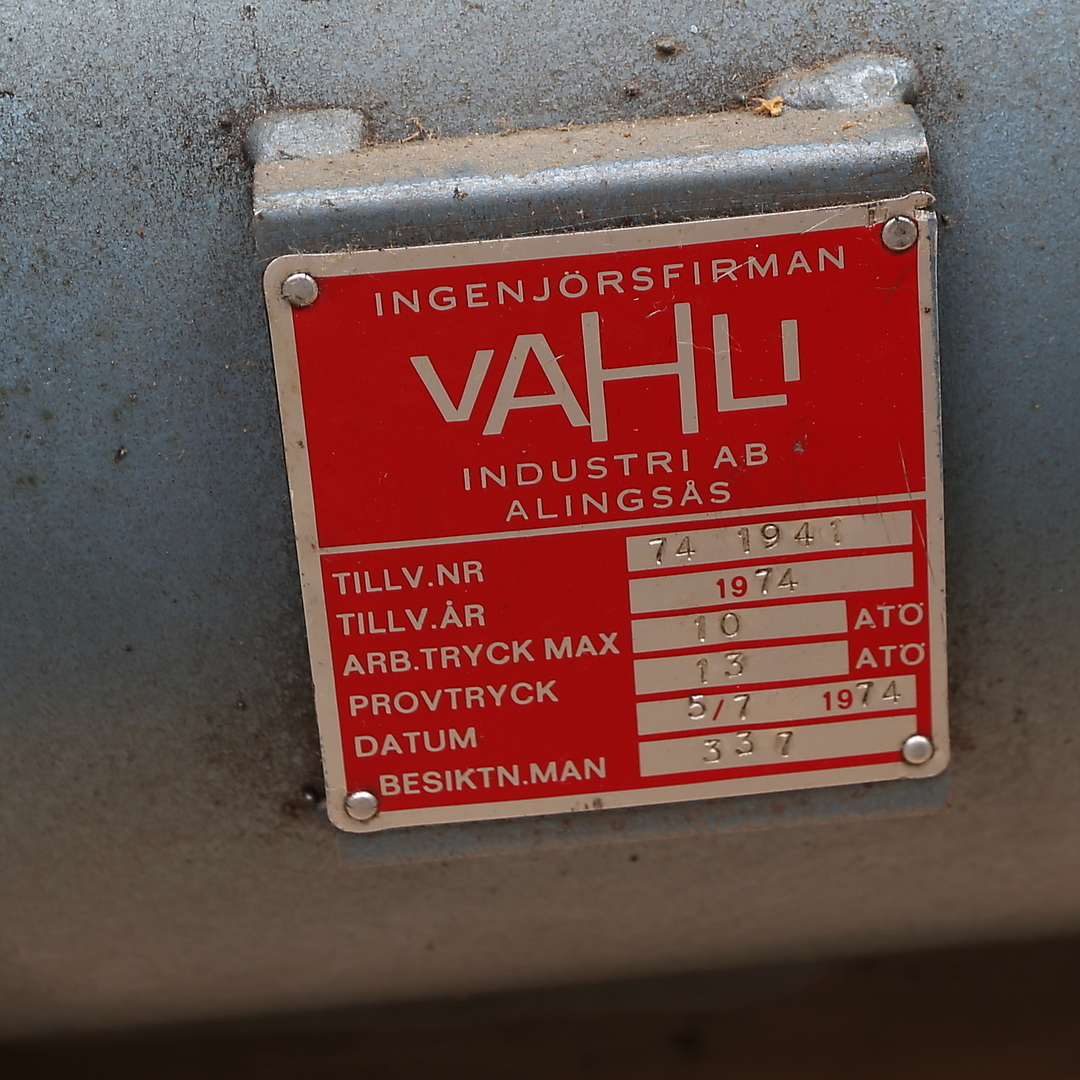 INGENJÖRSFIRMAN
VAHLI
INDUSTRI AB
ALINGSÅS
TILLV.NR 74 1941
TILLV.ÅR 1974
ARB.TRYCK MAX 10 ATÖ
PROVTRYCK 13 ATÖ
DATUM 5/7 1974
BESIKTN.MAN 337